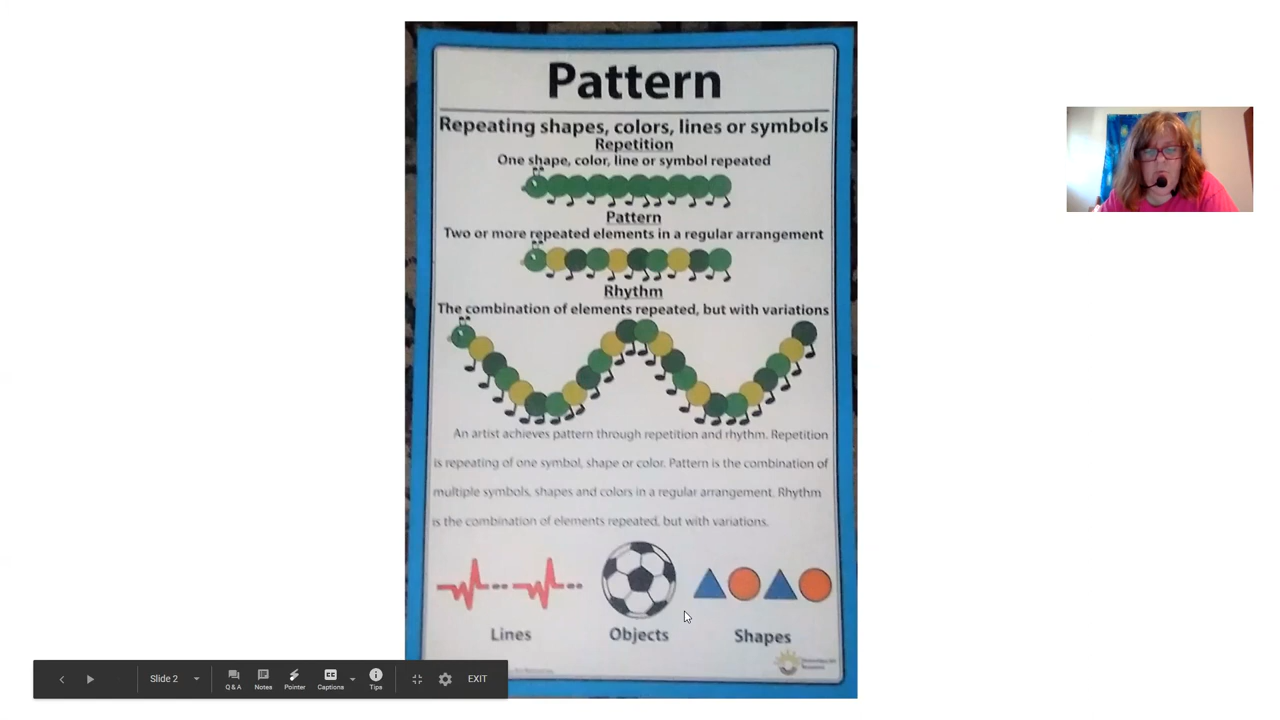 Pattern
Repeating shapes, colors, lines or symbols
Repetition
One shape, color, line or symbol repeated
Pattern
Two or more repeated elements in a regular arrangement
Rhythm
The combination of elements repeated, but with variations
An artist achieves pattern through repetition and rhythm. Repetition
is repeating of one symbol, shape or color. Pattern is the combination of
multiple symbols, shapes and colors in a regular arrangement. Rhythm
is the combination of elements repeated, but with variations.
Lines
Objects
Shapes
Slide 2
Q & A
Notes
Pointer
Captions
Tips
EXIT